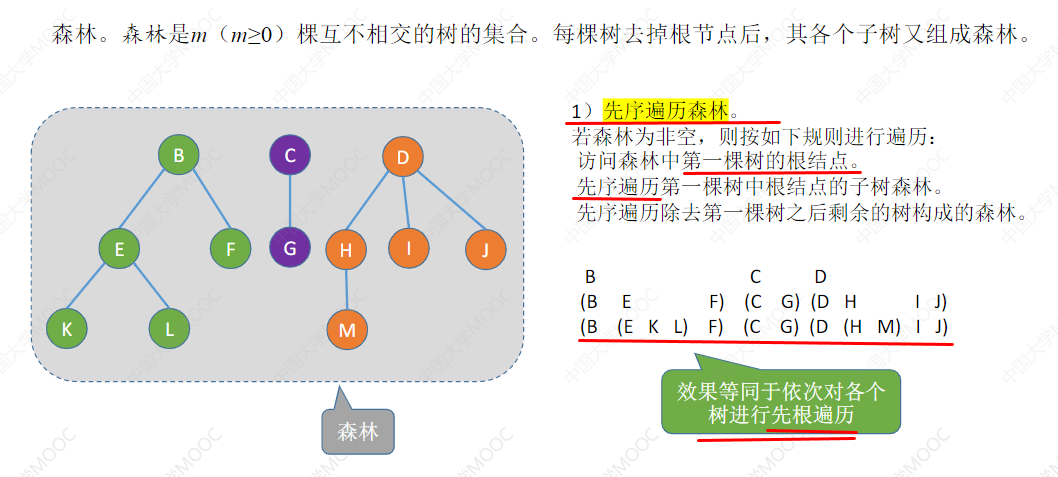 森林。森林是m（m≥0）棵互不相交的树的集合。每棵树去掉根节点后，其各个子树又组成森林。
1）先序遍历森林。
若森林为非空，则按如下规则进行遍历：
访问森林中第一棵树的根结点。
先序遍历第一棵树中根结点的子树森林。
先序遍历除去第一棵树之后剩余的树构成的森林。
B C D
E F G H I J
K L M
B C D
(B E F) (C G) (D H I J)
(B (E K L) F) (C G) (D (H M) I J)
效果等同于依次对各个
树进行先根遍历
森林
中国大学MOOC